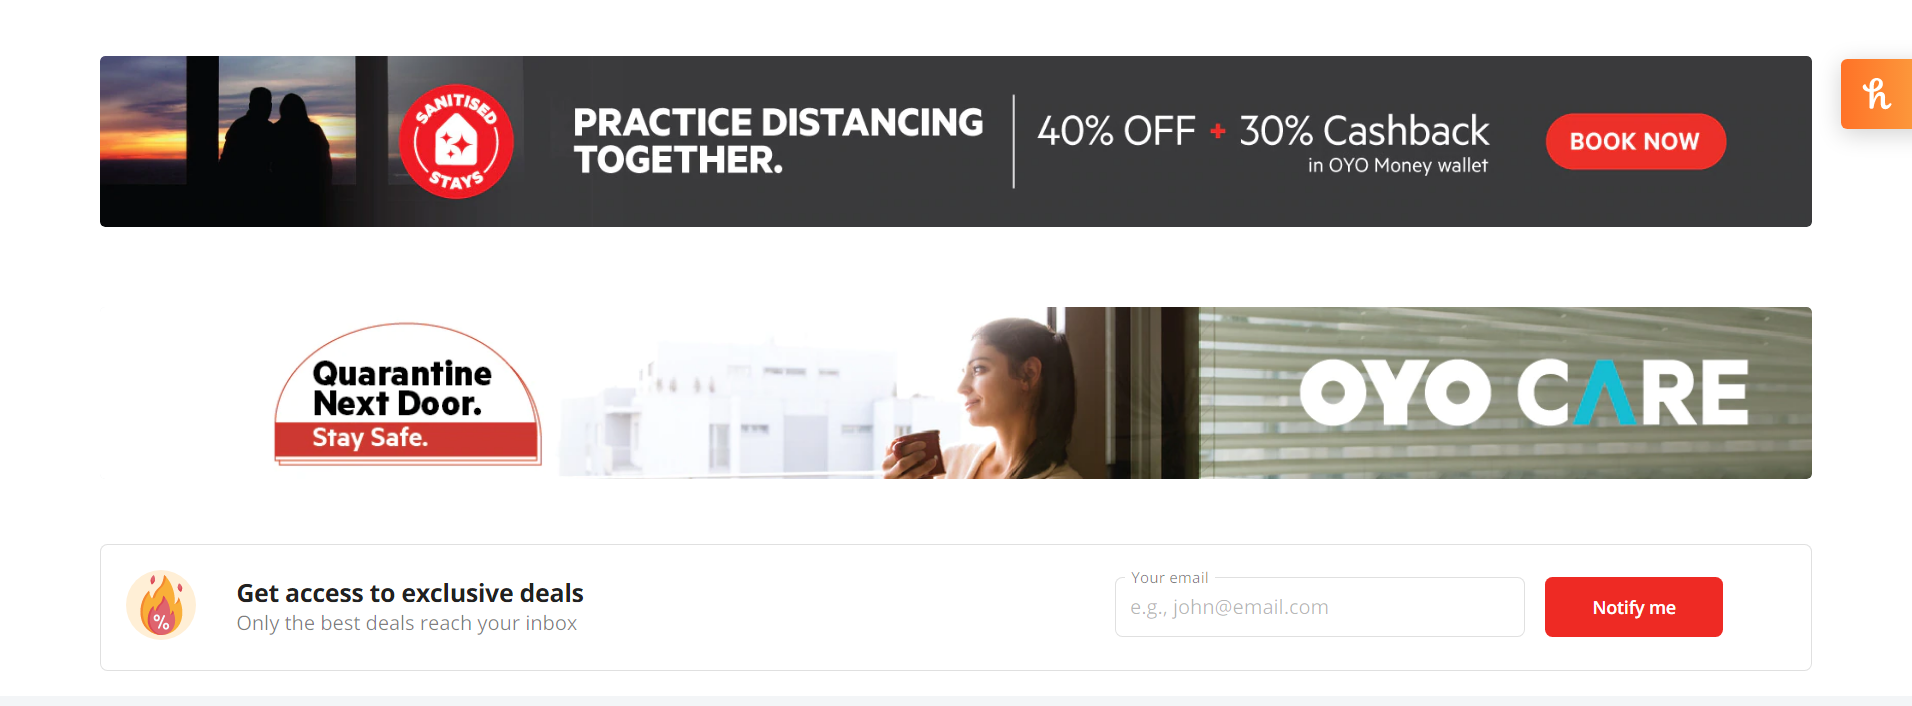 SANITISED
STAYS
PRACTICE DISTANCING
TOGETHER.
40% OFF + 30% Cashback
in OYO Money wallet
BOOK NOW
h
Quarantine
Next Door.
Stay Safe.
OYO CARE
%
Get access to exclusive deals
Only the best deals reach your inbox
Your email
e.g., john@email.com
Notify me